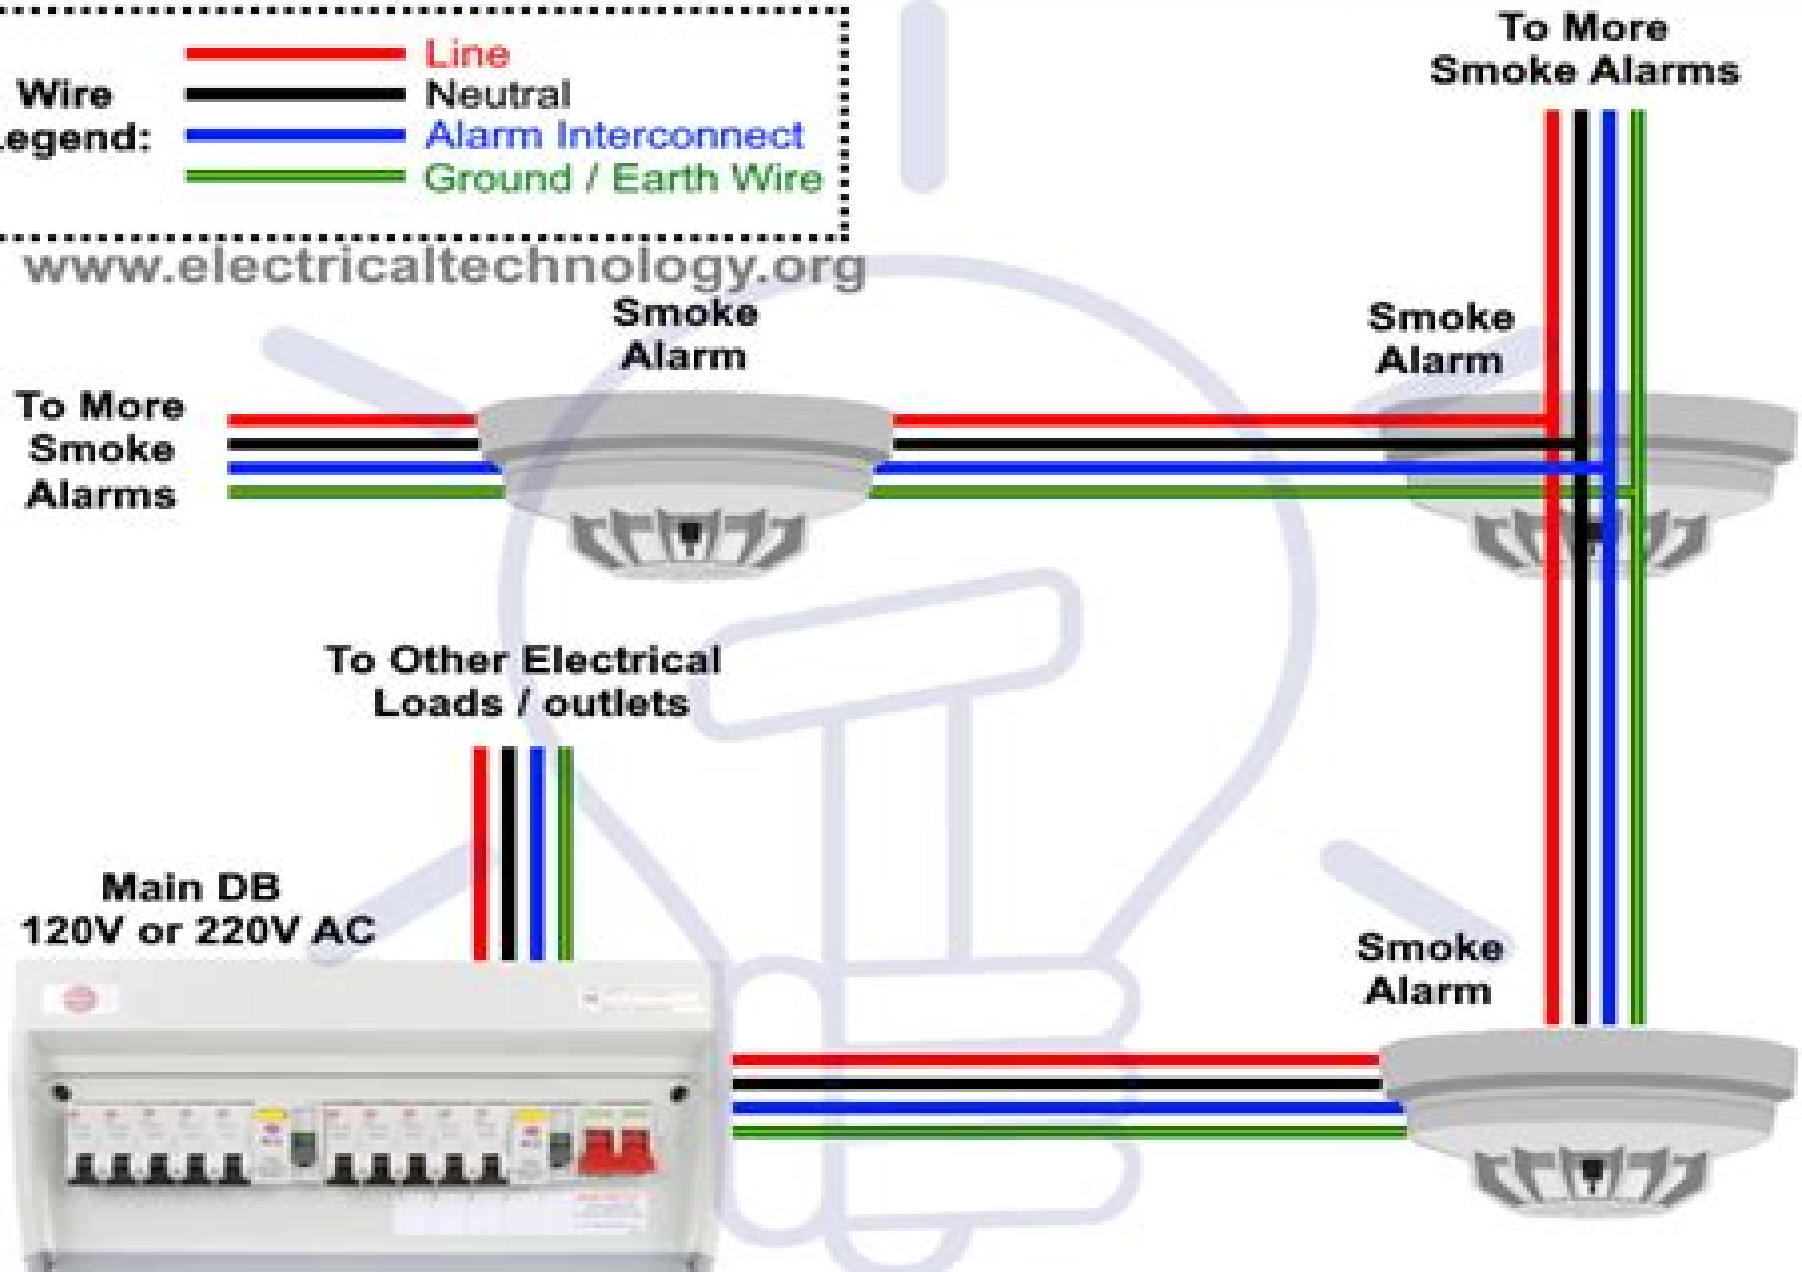 Line
Wire
Neutral
egend:
Alarm Interconnect
Ground / Earth Wire
www.electricaltechnology.org
To More
Smoke Alarms
Smoke
Alarm
Smoke
Alarm
To More
Smoke
Alarms
To Other Electrical
Loads / outlets
Main DB
120V or 220V AC
Smoke
Alarm